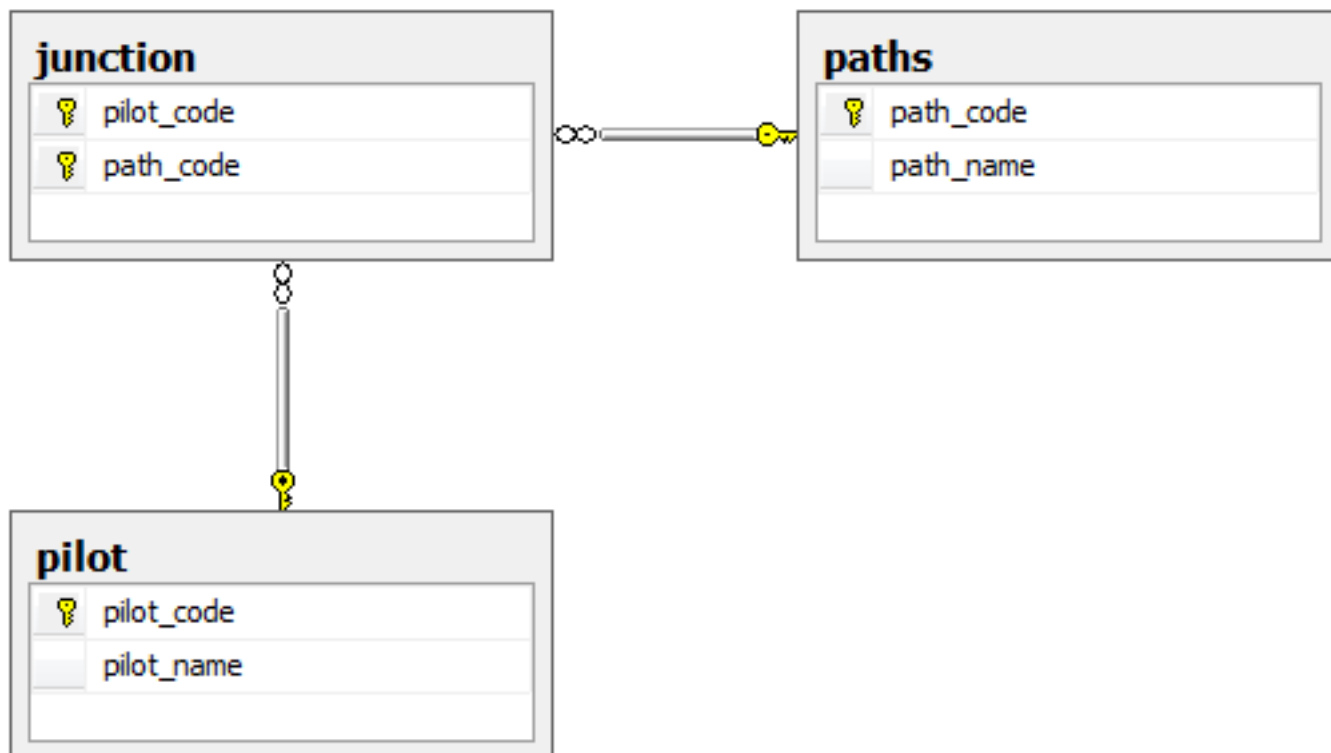 junction
pilot_code
path_code
paths
path_code
path_name
pilot
pilot_code
pilot_name